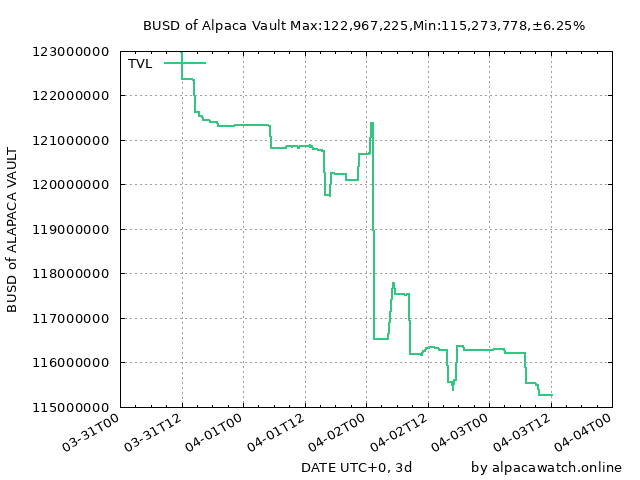 BUSD of Alpaca Vault Max:122,967,225,Min:115,273,778,±6.25%
123000000
TVL
122000000
121000000
120000000
119000000
118000000
117000000
116000000
115000000
BUSD of ALAPACA VAULT
03-31T00
03-31T12
04-01T00
04-01T12
04-02T00
04-02T12
04-03T00
04-03T12
04-04T00
DATE UTC+0, 3d
by alpacawatch.online